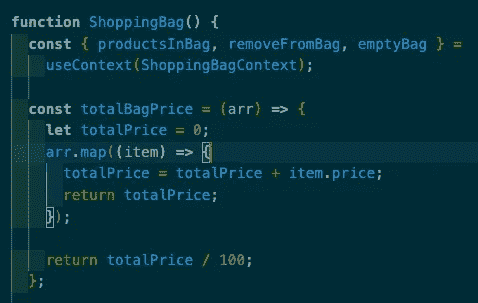 function ShoppingBag() {
  const { productsInBag, removeFromBag, emptyBag } =
    useContext(ShoppingBagContext);

  const totalBagPrice = (arr) => {
    let totalPrice = 0;
    arr.map((item) => {
      totalPrice = totalPrice + item.price;
      return totalPrice;
    });

    return totalPrice / 100;
  };